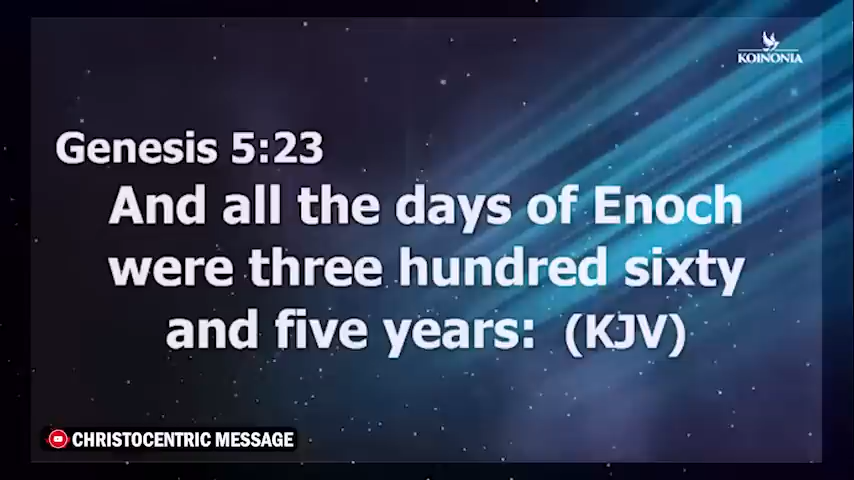 KOINONIA
Genesis 5:23
And all the days of Enoch
were three hundred sixty
and five years: (KJV)
CHRISTOCENTRIC MESSAGE